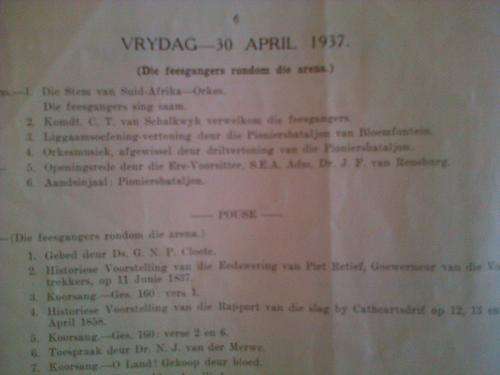 6
VRYDAG—30 APRIL 1937.
(Die feesgangers rondom die arena.)
—1. Die Stem van Suid-Afrika—Orkes.
Die feesgangers sing saam.
2. Komdt. C. T. van Schalkwyk verwelkom die feesgangers.
3. Liggaamsoefening-vertoning deur die Pioniersbataljon van Bloemfontein.
4. Orkesmusiek, afgewissel deur drilvertoning van die Pioniersbataljon.
5. Openingsrede deur die Ere-Voorsitter, S.E.A. Adm. Dr. J. F. van Rensburg.
6. Aandsinjaal: Pioniersbataljon.
— POUSE —
—(Die feesgangers rondom die arena.)
1. Gebed deur Ds. G. N. P. Cloete.
2. Historiese Voorstelling van die Eedswering van Piet Retief, Goewerneur van die
trekkers, op 11 Junie 1837.
3. Koorsang.—Ges. 160: vers 1.
4. Historiese Voorstelling van die Rapport van die slag by Cathcartsdrif op 12, 13 en
April 1858.
5. Koorsang.—Ges. 160: verse 2 en 6.
6. Toespraak deur Dr. N. J. van der Merwe.
7. Koorsang.—O Land! Gekoop deur bloed.